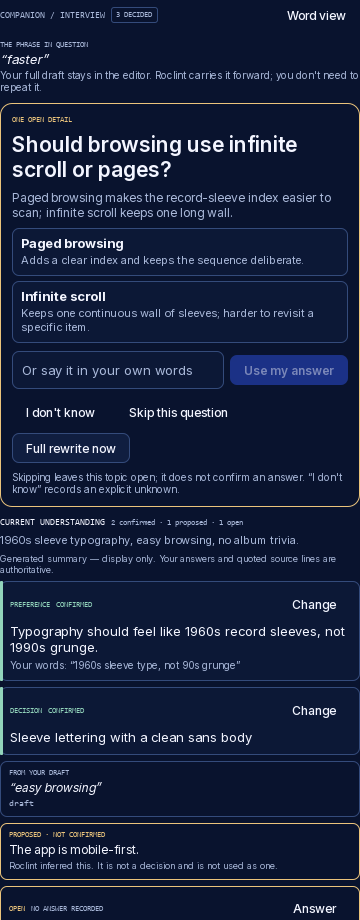 COMPANION / INTERVIEW 3 DECIDED Word view
THE PHRASE IN QUESTION
“faster”
Your full draft stays in the editor. Roclint carries it forward; you don't need to
repeat it.
ONE OPEN DETAIL
Should browsing use infinite
scroll or pages?
Paged browsing makes the record-sleeve index easier to
scan; infinite scroll keeps one long wall.
Paged browsing
Adds a clear index and keeps the sequence deliberate.
Infinite scroll
Keeps one continuous wall of sleeves; harder to revisit a
specific item.
Or say it in your own words Use my answer
I don't know Skip this question
Full rewrite now
Skipping leaves this topic open; it does not confirm an answer. “I don't
know” records an explicit unknown.
CURRENT UNDERSTANDING 2 confirmed · 1 proposed · 1 open
1960s sleeve typography, easy browsing, no album trivia.
Generated summary — display only. Your answers and quoted source lines are
authoritative.
PREFERENCE CONFIRMED Change
Typography should feel like 1960s record sleeves, not
1990s grunge.
Your words: “1960s sleeve type, not 90s grunge”
DECISION CONFIRMED Change
Sleeve lettering with a clean sans body
FROM YOUR DRAFT
“easy browsing”
draft
PROPOSED · NOT CONFIRMED
The app is mobile-first.
Roclint inferred this. It is not a decision and is not used as one.
OPEN NO ANSWER RECORDED Answer